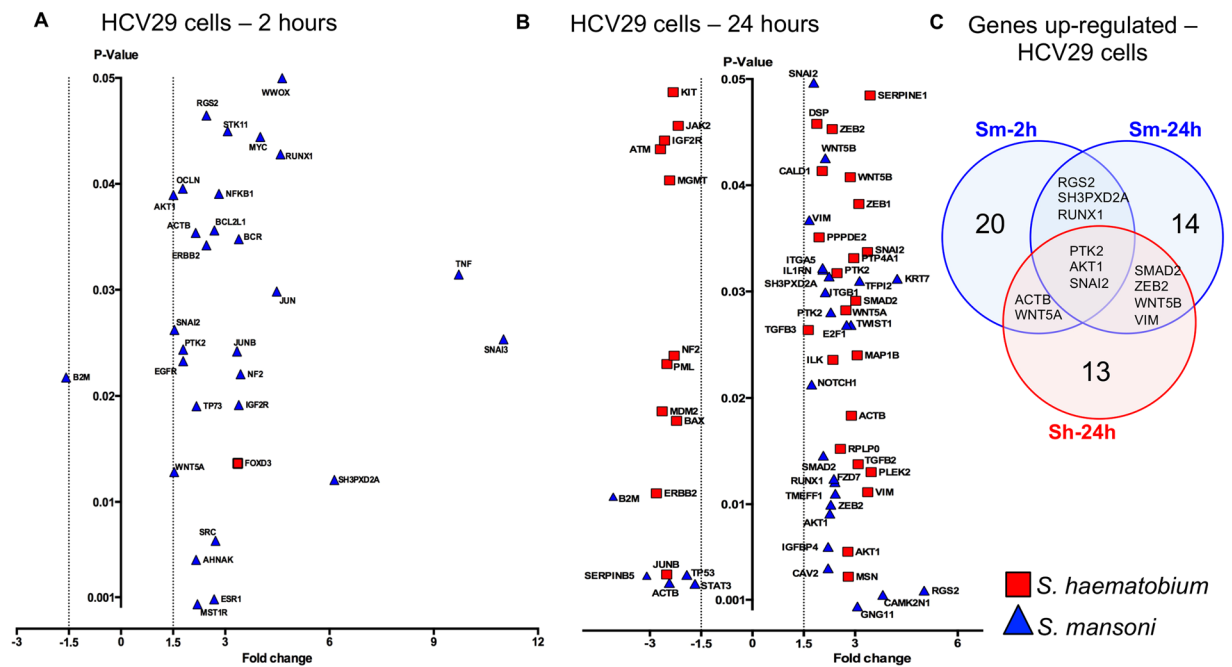 A
HCV29 cells – 2 hours
P-Value
0.05
0.04
0.03
0.02
0.01
0.001
WWOX
RGS2
STK11
MYC
RUNX1
OCLN
NFKB1
AKT1
ACTB
BCL2L1
BCR
ERBB2
TNF
JUN
SNAI2
SNAI3
PTK2
JUNB
EGFR
B2M
NF2
TP73
IGF2R
FOXD3
WNT5A
SH3PXD2A
SRC
AHNAK
ESR1
MST1R
-3 -1.5 0 1.5 3 6 9 12
Fold change
B
HCV29 cells – 24 hours
P-Value
0.05
0.04
0.03
0.02
0.01
0.001
SNAI2
KIT
SERPINE1
DSP
JAK2
ZEB2
IGF2R
ATM
WNT5B
CALD1
MGMT
WNT5B
ZEB1
VIM
PPPDE2
SNAI2
ITGA5
PTP4A1
IL1RN
PTK2
KRT7
SH3PXD2A
TFPI2
ITGB1
SMAD2
PTK2
WNT5A
TGFB3
E2F1
TWIST1
NF2
PML
ILK
MAP1B
NOTCH1
MDM2
BAX
ACTB
RPLP0
SMAD2
TGFB2
FZD7
PLEK2
RUNX1
TMEFF1
VIM
ERBB2
B2M
ZEB2
AKT1
IGFBP4
AKT1
JUNB
CAV2
MSN
SERPINB5
TP53
ACTB
STAT3
RGS2
CAMK2N1
GNG11
-3 -1.5 0 1.5 3 6
Fold change
C
Genes up-regulated –
HCV29 cells
Sm-2h
Sm-24h
RGS2
SH3PXD2A
RUNX1
20
14
PTK2
AKT1
SNAI2
SMAD2
ZEB2
WNT5B
VIM
ACTB
WNT5A
13
Sh-24h
S. haematobium
S. mansoni